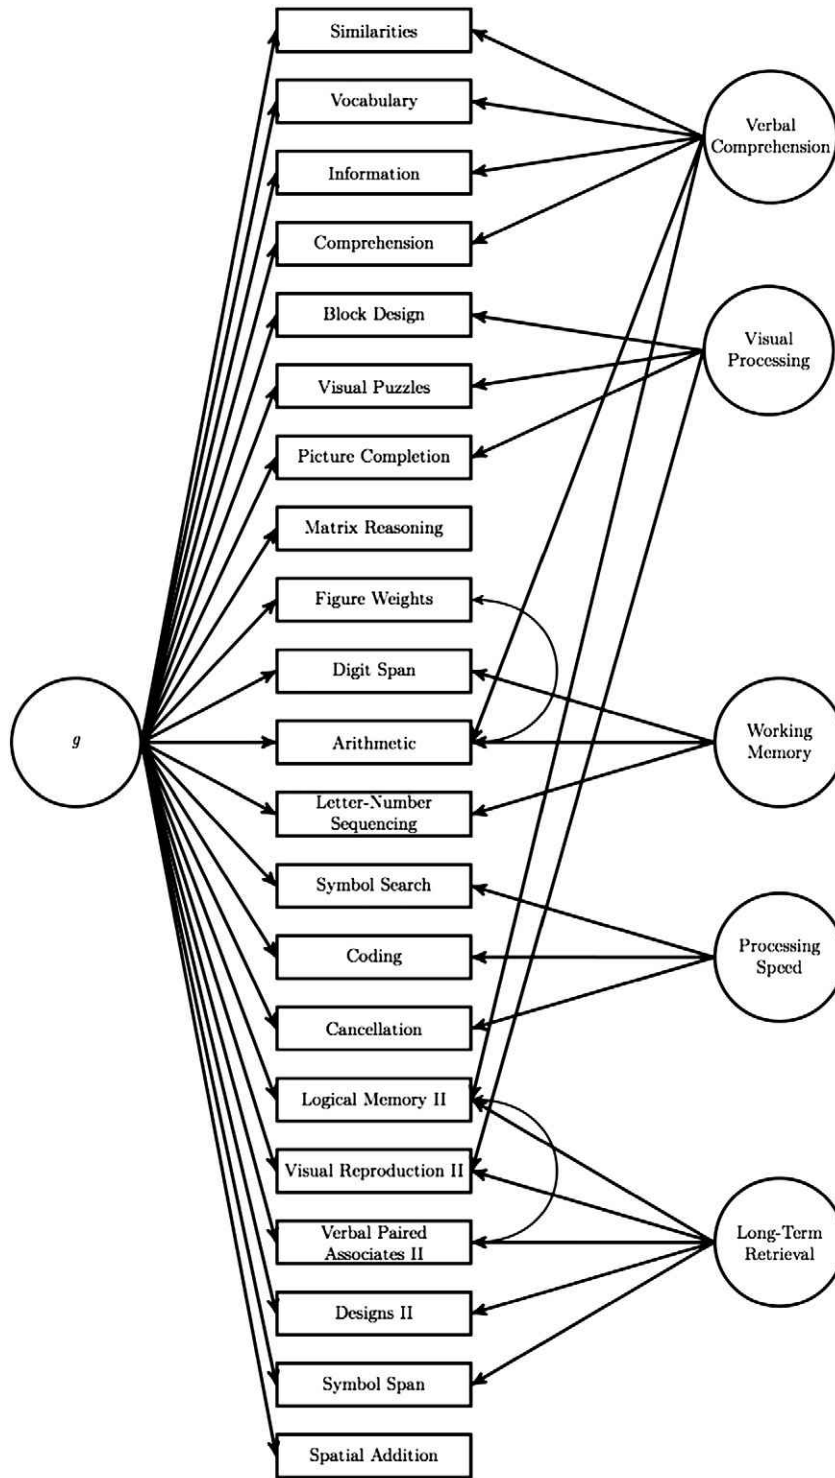 Similarities
Vocabulary
Information
Comprehension
Block Design
Visual Puzzles
Picture Completion
Matrix Reasoning
Figure Weights
Digit Span
Arithmetic
Letter-Number
Sequencing
Symbol Search
Coding
Cancellation
Logical Memory II
Visual Reproduction II
Verbal Paired
Associates II
Designs II
Symbol Span
Spatial Addition
g
Verbal
Comprehension
Visual
Processing
Working
Memory
Processing
Speed
Long-Term
Retrieval